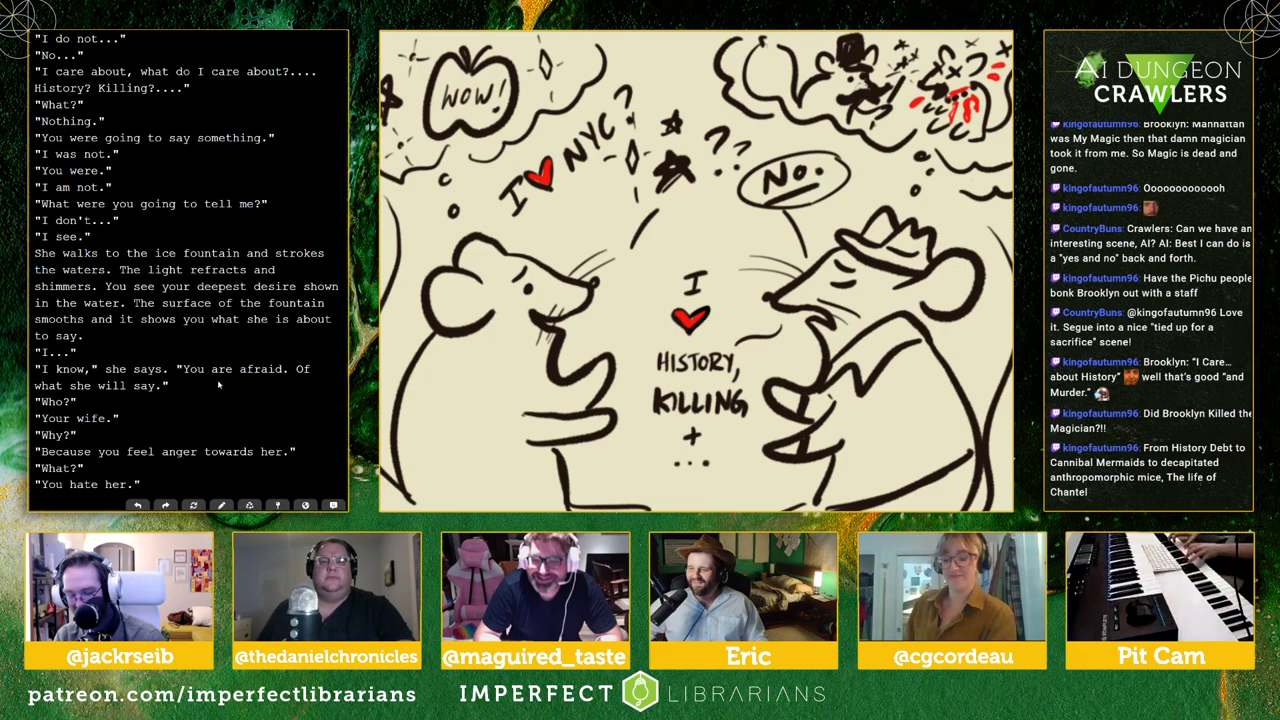 "I do not..."
"No..."
"I care about, what do I care about?....
History? Killing?...."
"What?"
"Nothing."
"You were going to say something."
"I was not."
"You were."
"I am not."
"What were you going to tell me?"
"I don't..."
"I see."
She walks to the ice fountain and strokes
the waters. The light refracts and
shimmers. You see your deepest desire shown
in the water. The surface of the fountain
smooths and it shows you what she is about
to say.
"I..."
"I know," she says. "You are afraid. Of
what she will say."
"Who?"
"Your wife."
"Why?"
"Because you feel anger towards her."
"What?"
"You hate her."
WOW!
I ❤ NYC?
??
NO.
I
❤
HISTORY,
KILLING,
+
...
AI DUNGEON
CRAWLERS
kingofautumn96: Brooklyn: Manhattan
was My Magic then that damn magician
took it from me. So Magic is dead and
gone.
kingofautumn96: Ooooooooooooh
kingofautumn96:
CountryBuns: Crawlers: Can we have an
interesting scene, AI? AI: Best I can do is
a "yes and no" back and forth.
kingofautumn96: Have the Pichu people
bonk Brooklyn out with a staff
CountryBuns: @kingofautumn96 Love
it. Segue into a nice "tied up for a
sacrifice" scene!
kingofautumn96: Brooklyn: “I Care...
about History” well that’s good “and
Murder.”
kingofautumn96: Did Brooklyn Killed the
Magician?!!
kingofautumn96: From History Debt to
Cannibal Mermaids to decapitated
anthropomorphic mice, The life of
Chantel
@jackrseib
@thedanielchronicles
@maguired_taste
Eric
@cgcordeau
Pit Cam
patreon.com/imperfectlibrarians
IMPERFECT LIBRARIANS